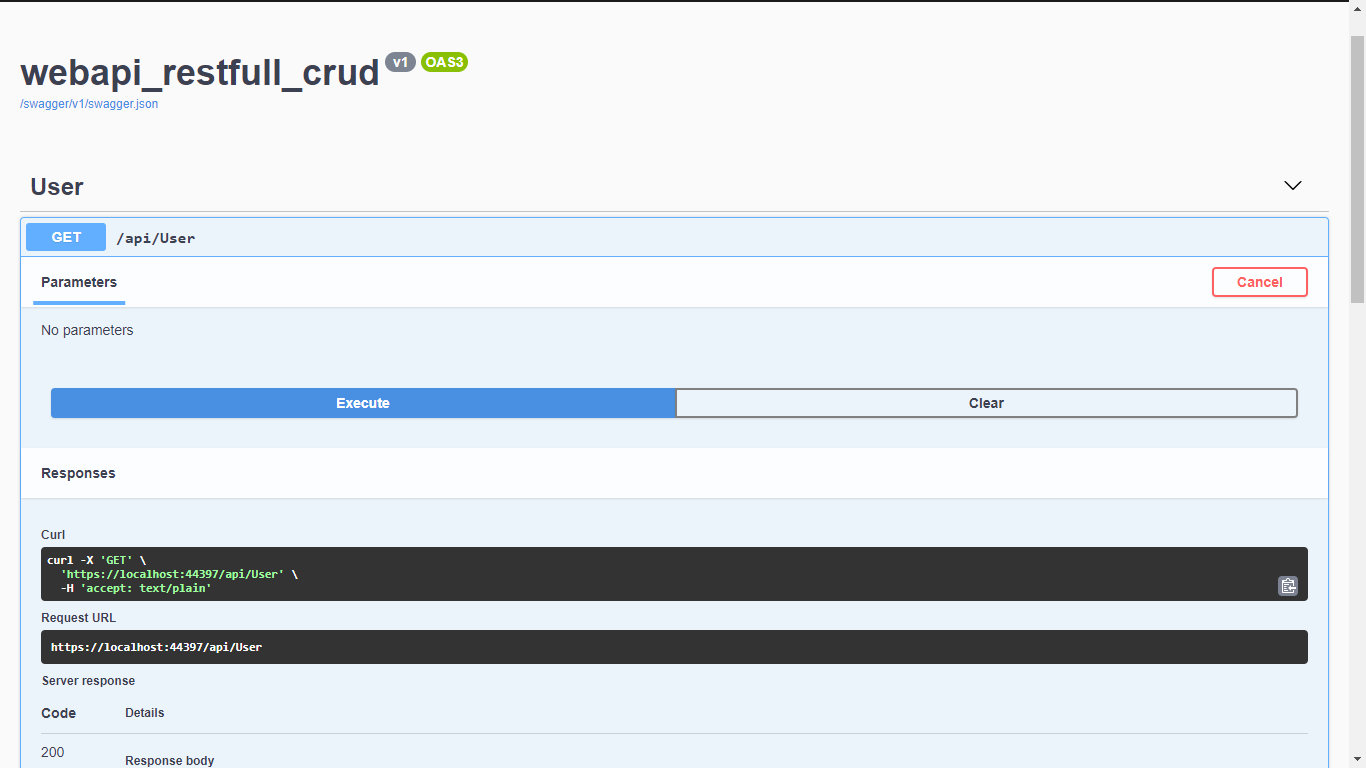 webapi_restfull_crud v1 OAS3
/swagger/v1/swagger.json
User
GET /api/User
Parameters Cancel
No parameters
Execute Clear
Responses
Curl
curl -X 'GET' \
'https://localhost:44397/api/User' \
-H 'accept: text/plain'
Request URL
https://localhost:44397/api/User
Server response
Code Details
200
Response body